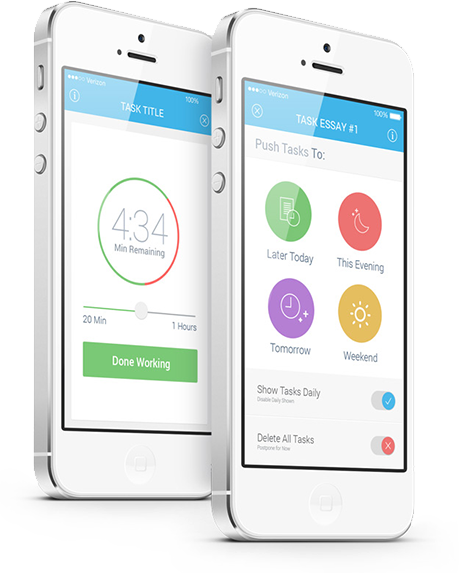 Verizon
100%
TASK TITLE
4:34
Min Remaining
20 Min
1 Hours
Done Working
Verizon
100%
TASK ESSAY #1
Push Tasks To:
Later Today
This Evening
Tomorrow
Weekend
Show Tasks Daily
Disable Daily Shown
Delete All Tasks
Postpone for Now